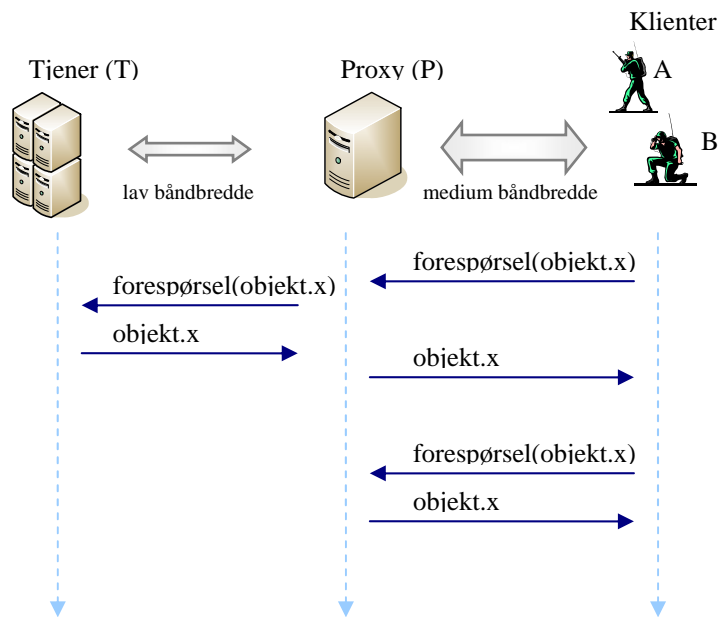 Klienter
Tjener (T)
Proxy (P)
A
B
lav båndbredde
medium båndbredde
forespørsel(objekt.x)
forespørsel(objekt.x)
objekt.x
objekt.x
forespørsel(objekt.x)
objekt.x